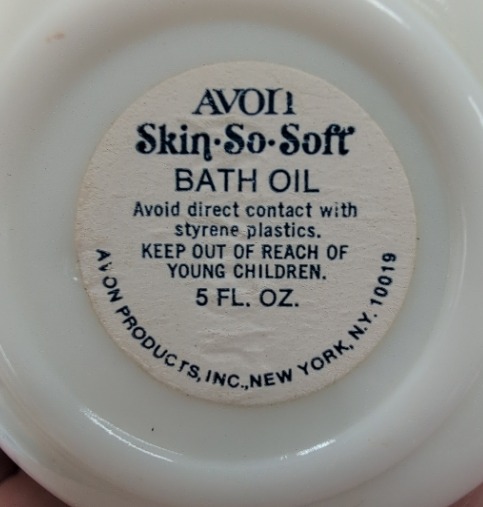 AVON
Skin·So·Soft
BATH OIL
Avoid direct contact with
styrene plastics.
KEEP OUT OF REACH OF
YOUNG CHILDREN.
5 FL. OZ.
AVON PRODUCTS, INC., NEW YORK, N.Y. 10019